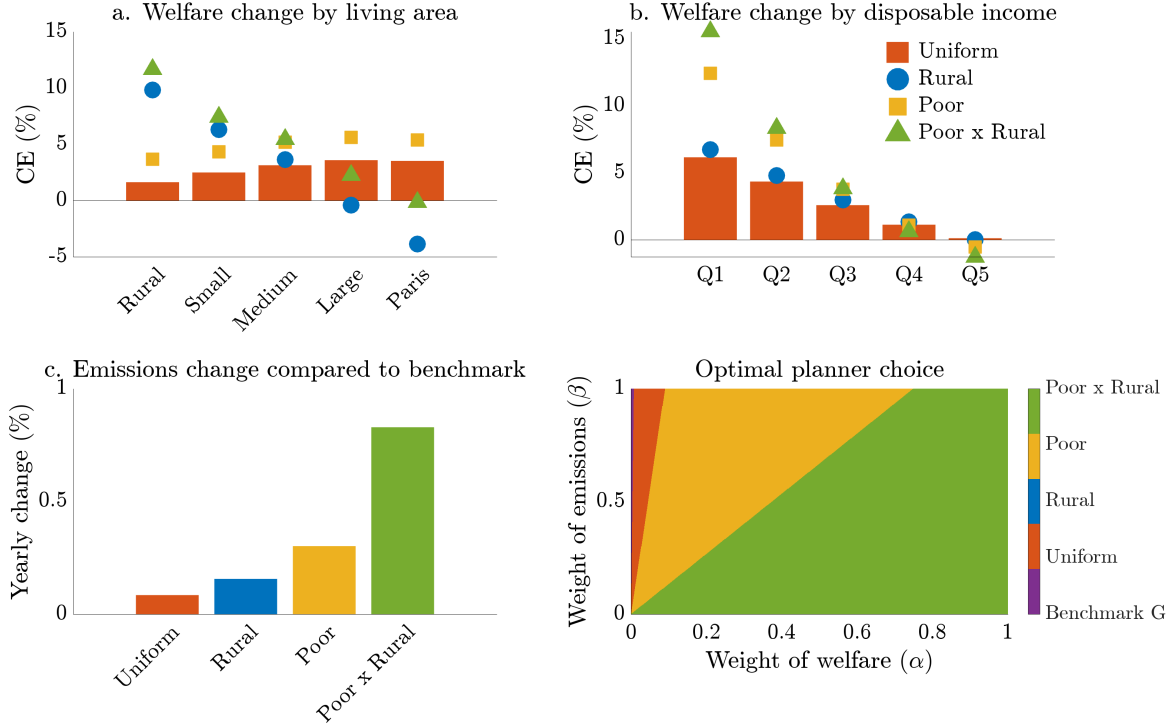 a. Welfare change by living area
15
10
5
0
-5
CE (%)
Rural
Small
Medium
Large
Paris
b. Welfare change by disposable income
15
10
5
0
CE (%)
Uniform
Rural
Poor
Poor x Rural
Q1
Q2
Q3
Q4
Q5
c. Emissions change compared to benchmark
1
0.5
0
Yearly change (%)
Uniform
Rural
Poor
Poor x Rural
Optimal planner choice
1
0.5
0
Weight of emissions (β)
0
0.2
0.4
0.6
0.8
1
Weight of welfare (α)
Poor x Rural
Poor
Rural
Uniform
Benchmark G